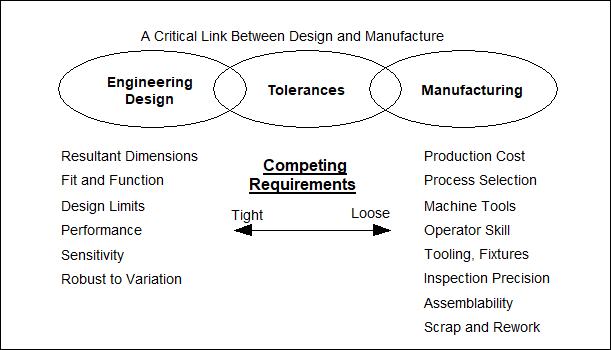 A Critical Link Between Design and Manufacture
Engineering
Design
Tolerances
Manufacturing
Resultant Dimensions
Fit and Function
Design Limits
Performance
Sensitivity
Robust to Variation
Competing
Requirements
Tight
Loose
Production Cost
Process Selection
Machine Tools
Operator Skill
Tooling, Fixtures
Inspection Precision
Assemblability
Scrap and Rework